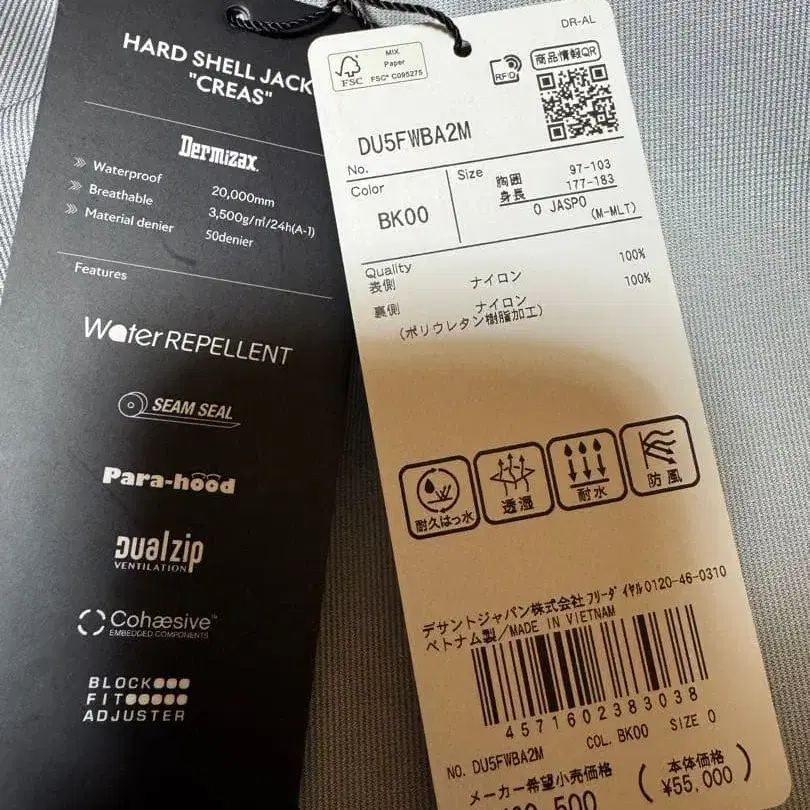 HARD SHELL JACK
"CREAS"
Dermizax.
Waterproof 20,000mm
Breathable 3,500g/㎡/24h(A-1)
Material denier 50denier
Features
Water REPELLENT
SEAM SEAL
Para-hood
Dualzip
VENTILATION
Cohæsive™
EMBEDDED COMPONENTS
BLOCK
FIT
ADJUSTER
DR-AL
FSC
MIX
Paper
FSC® C095275
RFID
商品情報QR
DU5FWBA2M
No.
Color
BK00
Size
胸囲 97-103
身長 177-183
O JASPO
(M-MLT)
Quality
表側 ナイロン 100%
裏側 ナイロン 100%
(ポリウレタン樹脂加工)
耐久はっ水
透湿
耐水
防風
デサントジャパン株式会社 フリーダイヤル0120-46-0310
ベトナム製/MADE IN VIETNAM
4571602383038
NO. DU5FWBA2M COL. BK00 SIZE O
メーカー希望小売価格 (本体価格
¥55,000)